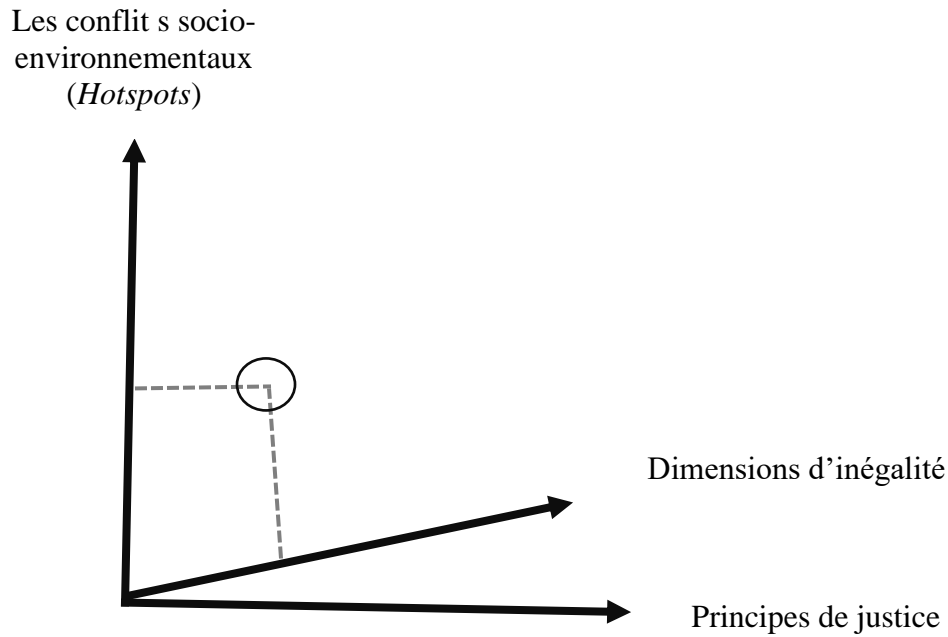 Les conflit s socio-
environnementaux
(Hotspots)
Dimensions d’inégalité
Principes de justice